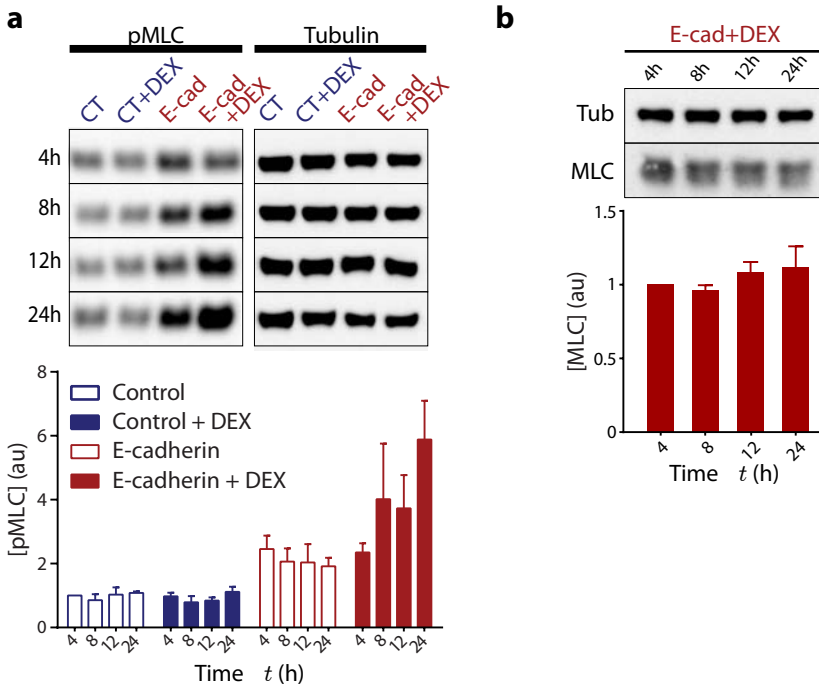 a
pMLC Tubulin
CT CT+DEX E-cad E-cad +DEX CT CT+DEX E-cad E-cad +DEX
4h
8h
12h
24h
8
6
4
2
0
[pMLC] (au)
Control
Control + DEX
E-cadherin
E-cadherin + DEX
4 8 12 24 4 8 12 24 4 8 12 24 4 8 12 24
Time t (h)
b
E-cad+DEX
4h 8h 12h 24h
Tub
MLC
1.5
1
0.5
0
[MLC] (au)
4 8 12 24
Time t (h)